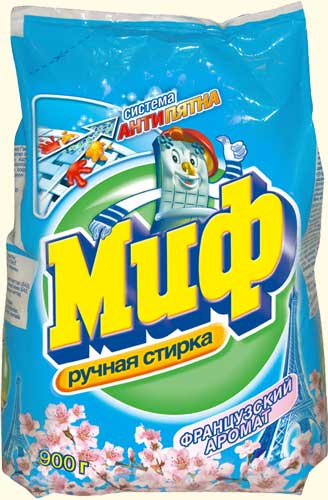 система
АНТИПЯТНА
Миф
ручная стирка
ФРАНЦУЗСКИЙ
АРОМАТ
900 г